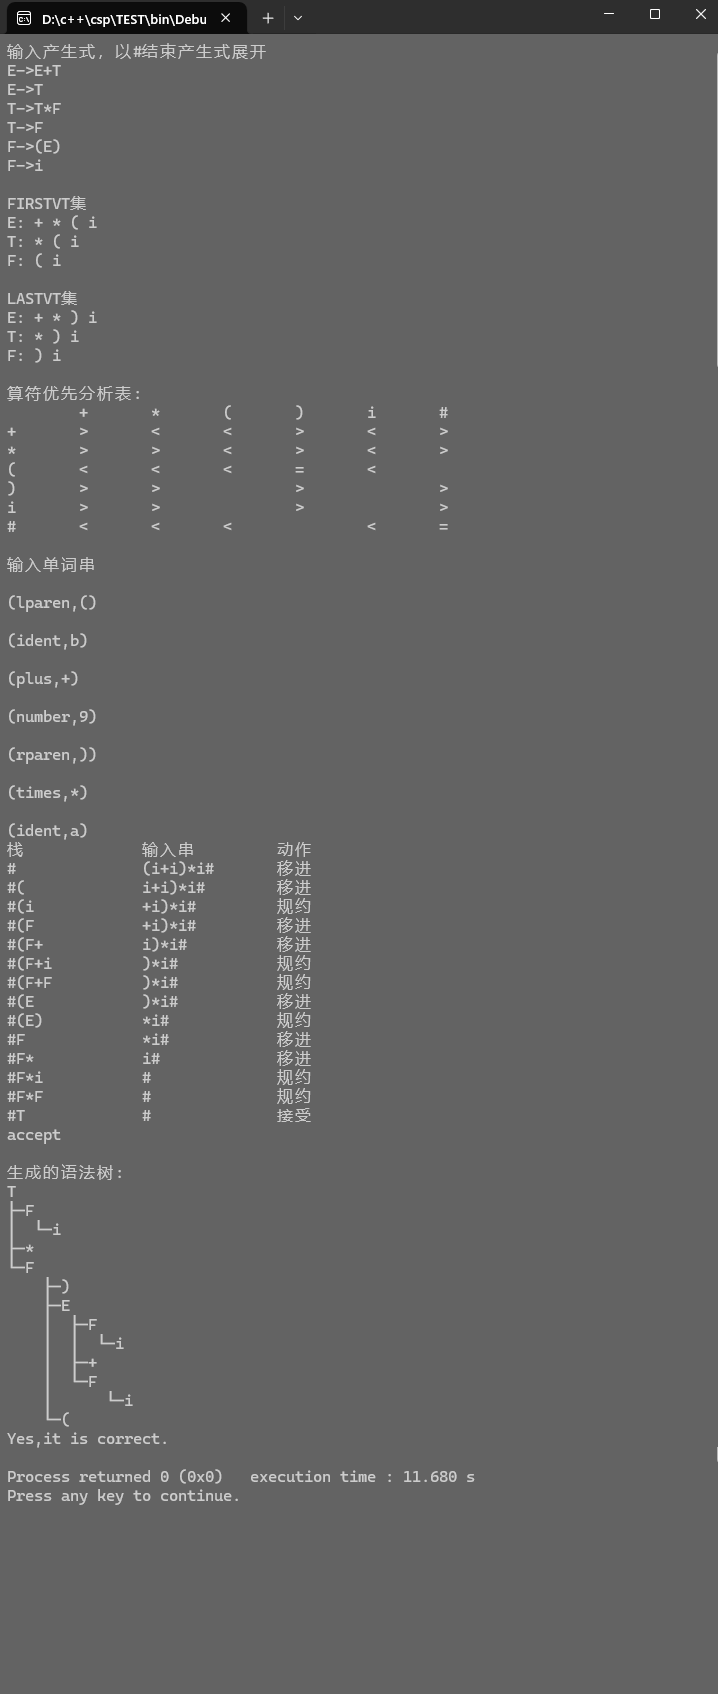 D:\c++\csp\TEST\bin\Debu
输入产生式，以#结束产生式展开
E->E+T
E->T
T->T*F
T->F
F->(E)
F->i
FIRSTVT集
E: + * ( i
T: * ( i
F: ( i
LASTVT集
E: + * ) i
T: * ) i
F: ) i
算符优先分析表:
+ * ( ) i #
+ > < < > < >
* > > < > < >
( < < < = <
) > > > >
i > > > >
# < < < < =
输入单词串
(lparen,()
(ident,b)
(plus,+)
(number,9)
(rparen,))
(times,*)
(ident,a)
栈 输入串 动作
# (i+i)*i# 移进
#( i+i)*i# 移进
#(i +i)*i# 规约
#(F +i)*i# 移进
#(F+ i)*i# 移进
#(F+i )*i# 规约
#(F+F )*i# 规约
#(E )*i# 移进
#(E) *i# 规约
#F *i# 移进
#F* i# 移进
#F*i # 规约
#F*F # 规约
#T # 接受
accept
生成的语法树:
T
├─F
│ └─i
├─*
└─F
├─)
├─E
│ ├─F
│ │ └─i
│ ├─+
│ └─F
│ └─i
└─(
Yes,it is correct.
Process returned 0 (0x0) execution time : 11.680 s
Press any key to continue.